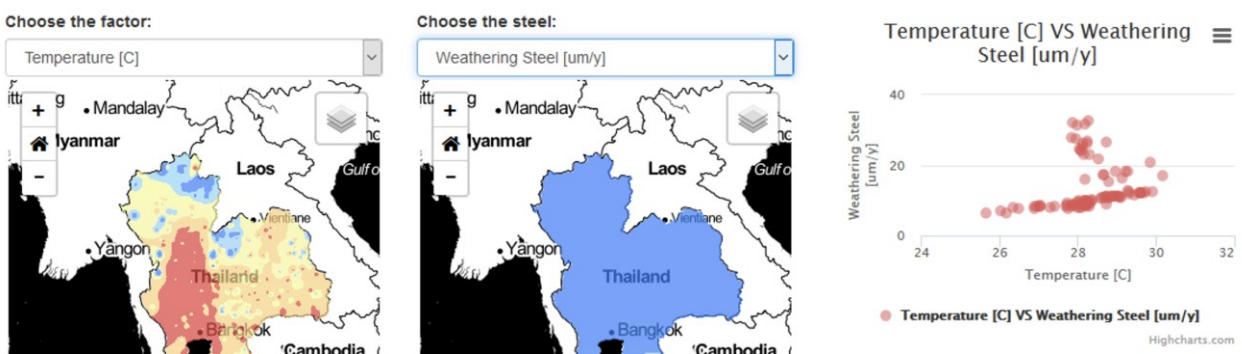 Choose the factor:
Temperature [C]
+
-
Mandalay
lyanmar
Laos
Gulf o
Vientiane
Yangon
Thailand
Bangkok
Cambodia
Choose the steel:
Weathering Steel [um/y]
+
-
Mandalay
lyanmar
Laos
Gulf o
Vientiane
Yangon
Thailand
Bangkok
Cambodia
Temperature [C] VS Weathering
Steel [um/y]
Weathering Steel
[um/y]
40
20
0
24 26 28 30 32
Temperature [C]
Temperature [C] VS Weathering Steel [um/y]
Highcharts.com